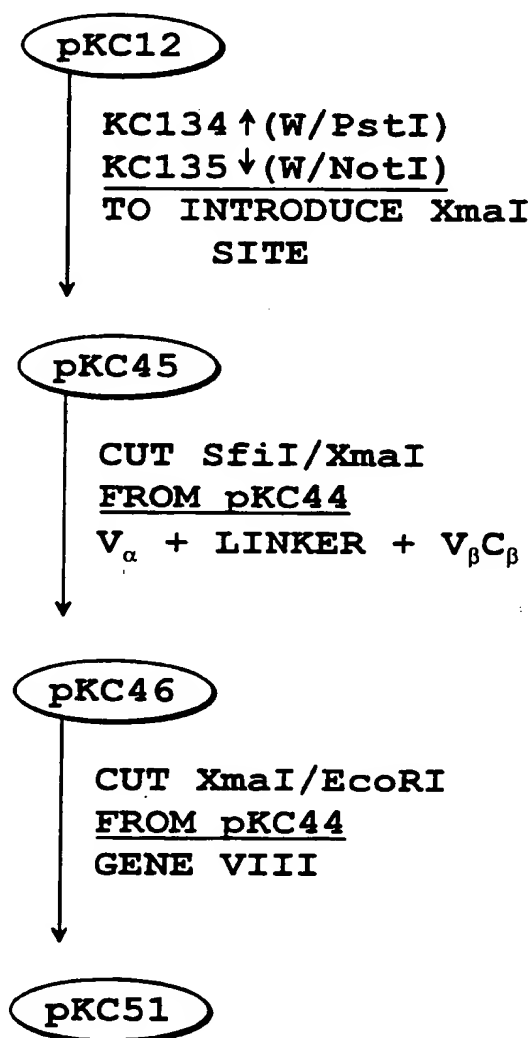 pKC12
KC134↑(W/PstI)
KC135↓(W/NotI)
TO INTRODUCE XmaI
SITE
pKC45
CUT SfiI/XmaI
FROM pKC44
Vα + LINKER + VβCβ
pKC46
CUT XmaI/EcoRI
FROM pKC44
GENE VIII
pKC51